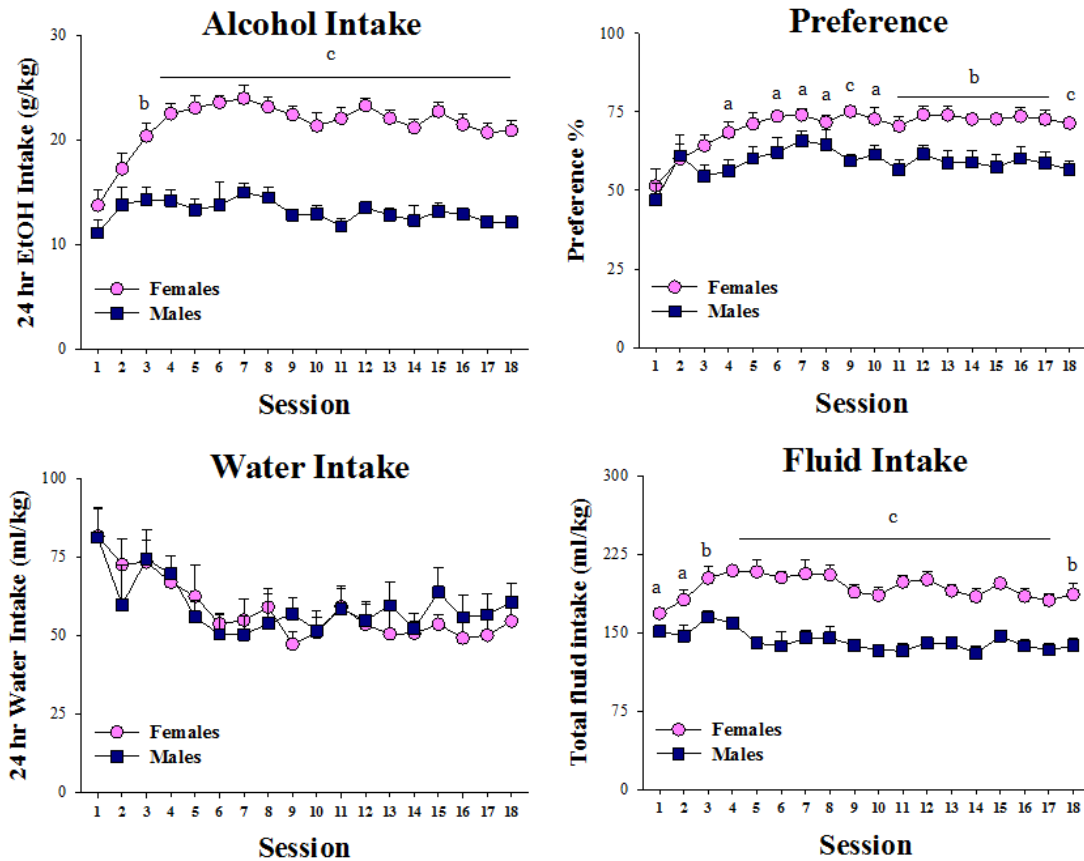 Alcohol Intake
24 hr EtOH Intake (g/kg)
30
20
10
0
b
c
Females
Males
1 2 3 4 5 6 7 8 9 10 11 12 13 14 15 16 17 18
Session
Preference
Preference %
100
75
50
25
0
a a a a c a b c
Females
Males
1 2 3 4 5 6 7 8 9 10 11 12 13 14 15 16 17 18
Session
Water Intake
24 hr Water Intake (ml/kg)
100
75
50
25
0
Females
Males
1 2 3 4 5 6 7 8 9 10 11 12 13 14 15 16 17 18
Session
Fluid Intake
Total fluid intake (ml/kg)
300
225
150
75
0
a a b c b
Females
Males
1 2 3 4 5 6 7 8 9 10 11 12 13 14 15 16 17 18
Session